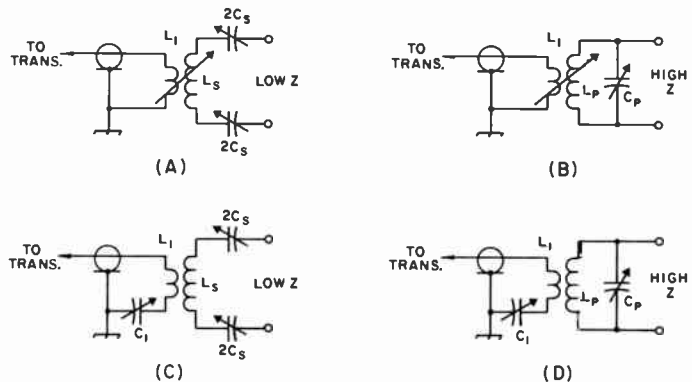 2Cs
L1
TO
TRANS.
Ls
LOW Z
2Cs
(A)
L1
TO
TRANS.
Lp
Cp
HIGH
Z
(B)
2Cs
L1
TO
TRANS.
Ls
LOW Z
C1
2Cs
(C)
L1
TO
TRANS.
Lp
Cp
HIGH
Z
C1
(D)